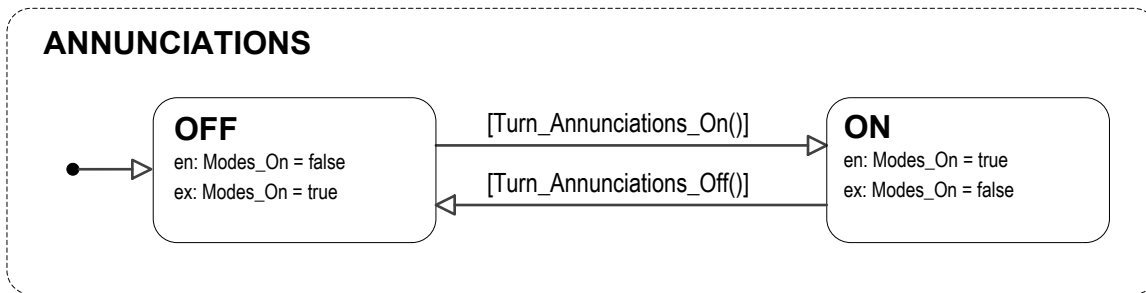 ANNUNCIATIONS
OFF
en: Modes_On = false
ex: Modes_On = true
[Turn_Annunciations_On()]
[Turn_Annunciations_Off()]
ON
en: Modes_On = true
ex: Modes_On = false